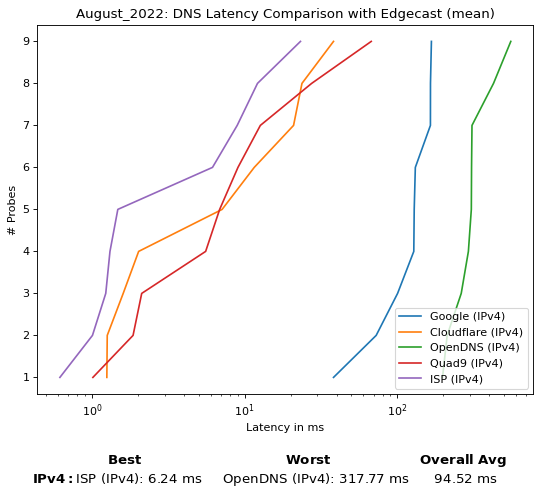 August_2022: DNS Latency Comparison with Edgecast (mean)
# Probes
9
8
7
6
5
4
3
2
1
10⁰
10¹
10²
Latency in ms
Google (IPv4)
Cloudflare (IPv4)
OpenDNS (IPv4)
Quad9 (IPv4)
ISP (IPv4)
Best Worst Overall Avg
IPv4: ISP (IPv4): 6.24 ms OpenDNS (IPv4): 317.77 ms 94.52 ms